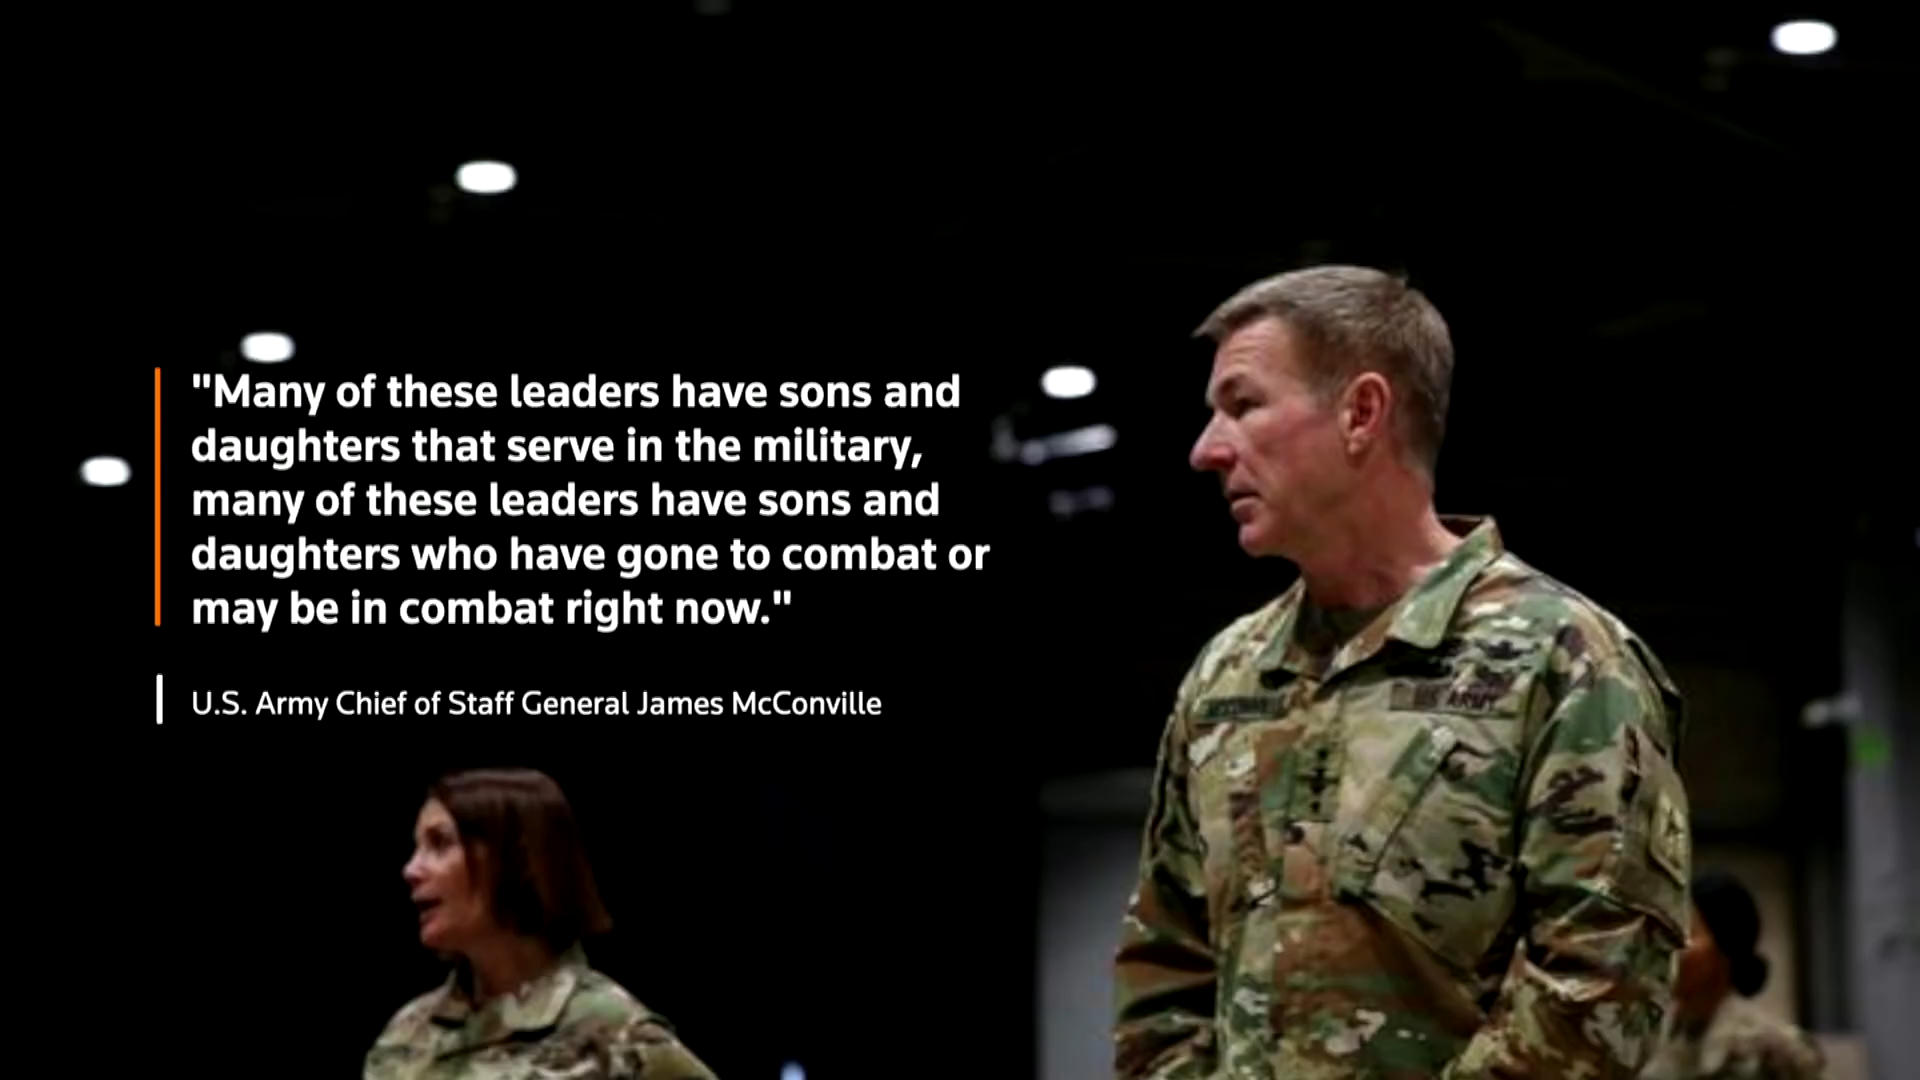 "Many of these leaders have sons and
daughters that serve in the military,
many of these leaders have sons and
daughters who have gone to combat or
may be in combat right now."
U.S. Army Chief of Staff General James McConville
U.S. ARMY